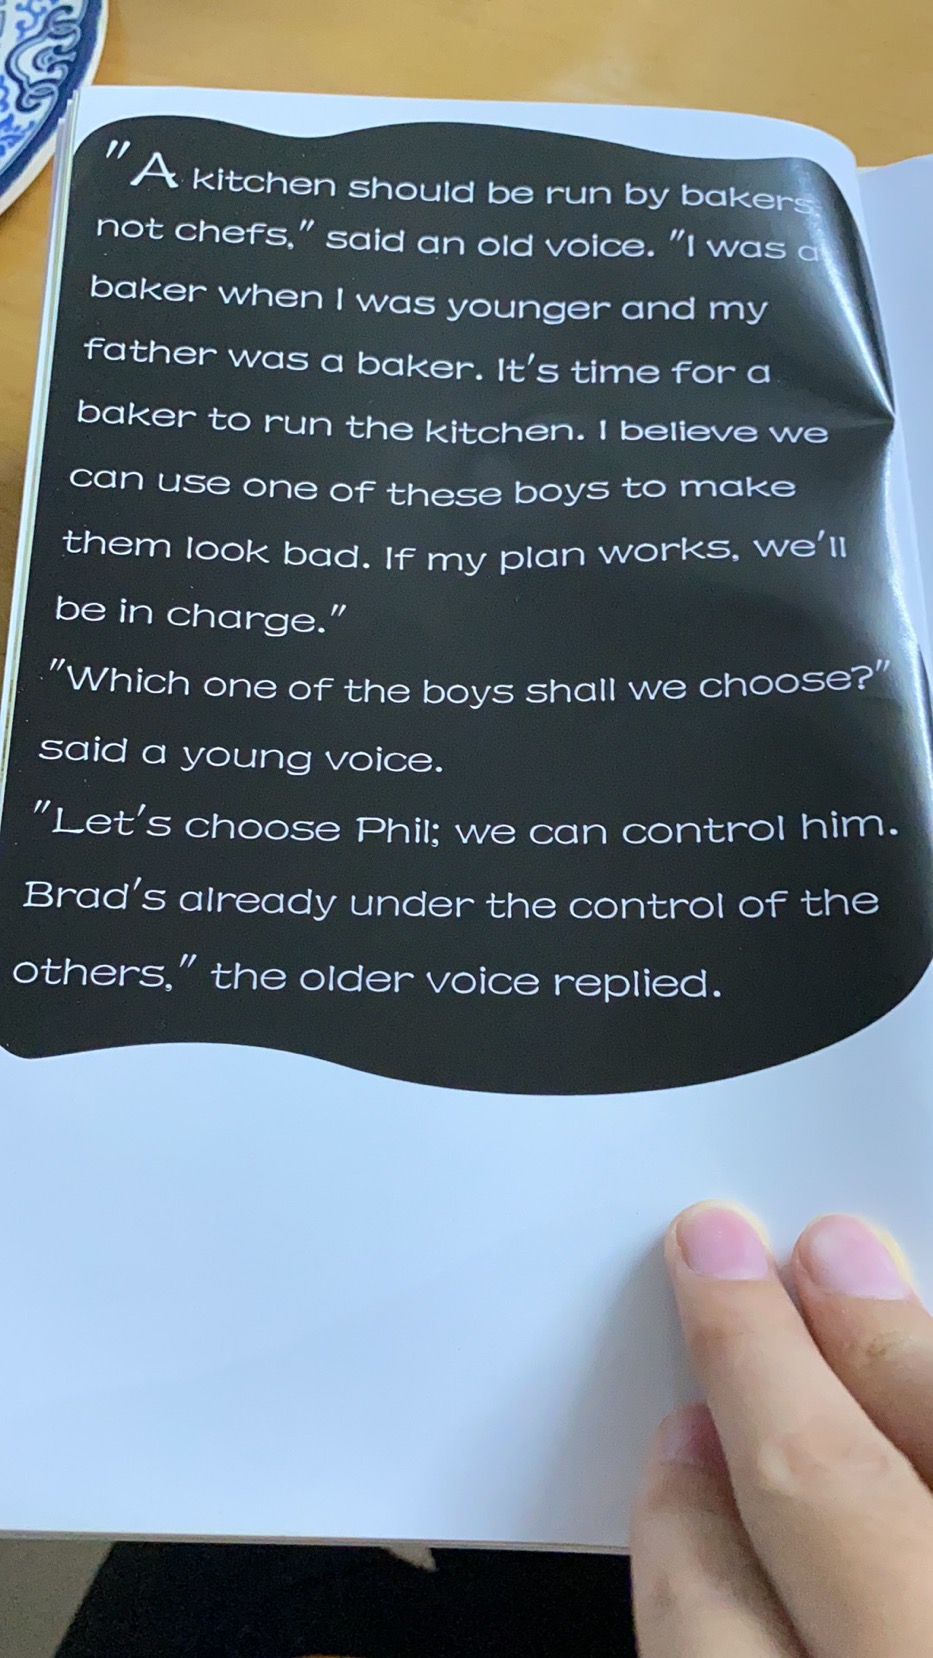 "A kitchen should be run by bakers,
not chefs," said an old voice. "I was a
baker when I was younger and my
father was a baker. It's time for a
baker to run the kitchen. I believe we
can use one of these boys to make
them look bad. If my plan works, we'll
be in charge."
"Which one of the boys shall we choose?"
said a young voice.
"Let's choose Phil; we can control him.
Brad's already under the control of the
others," the older voice replied.